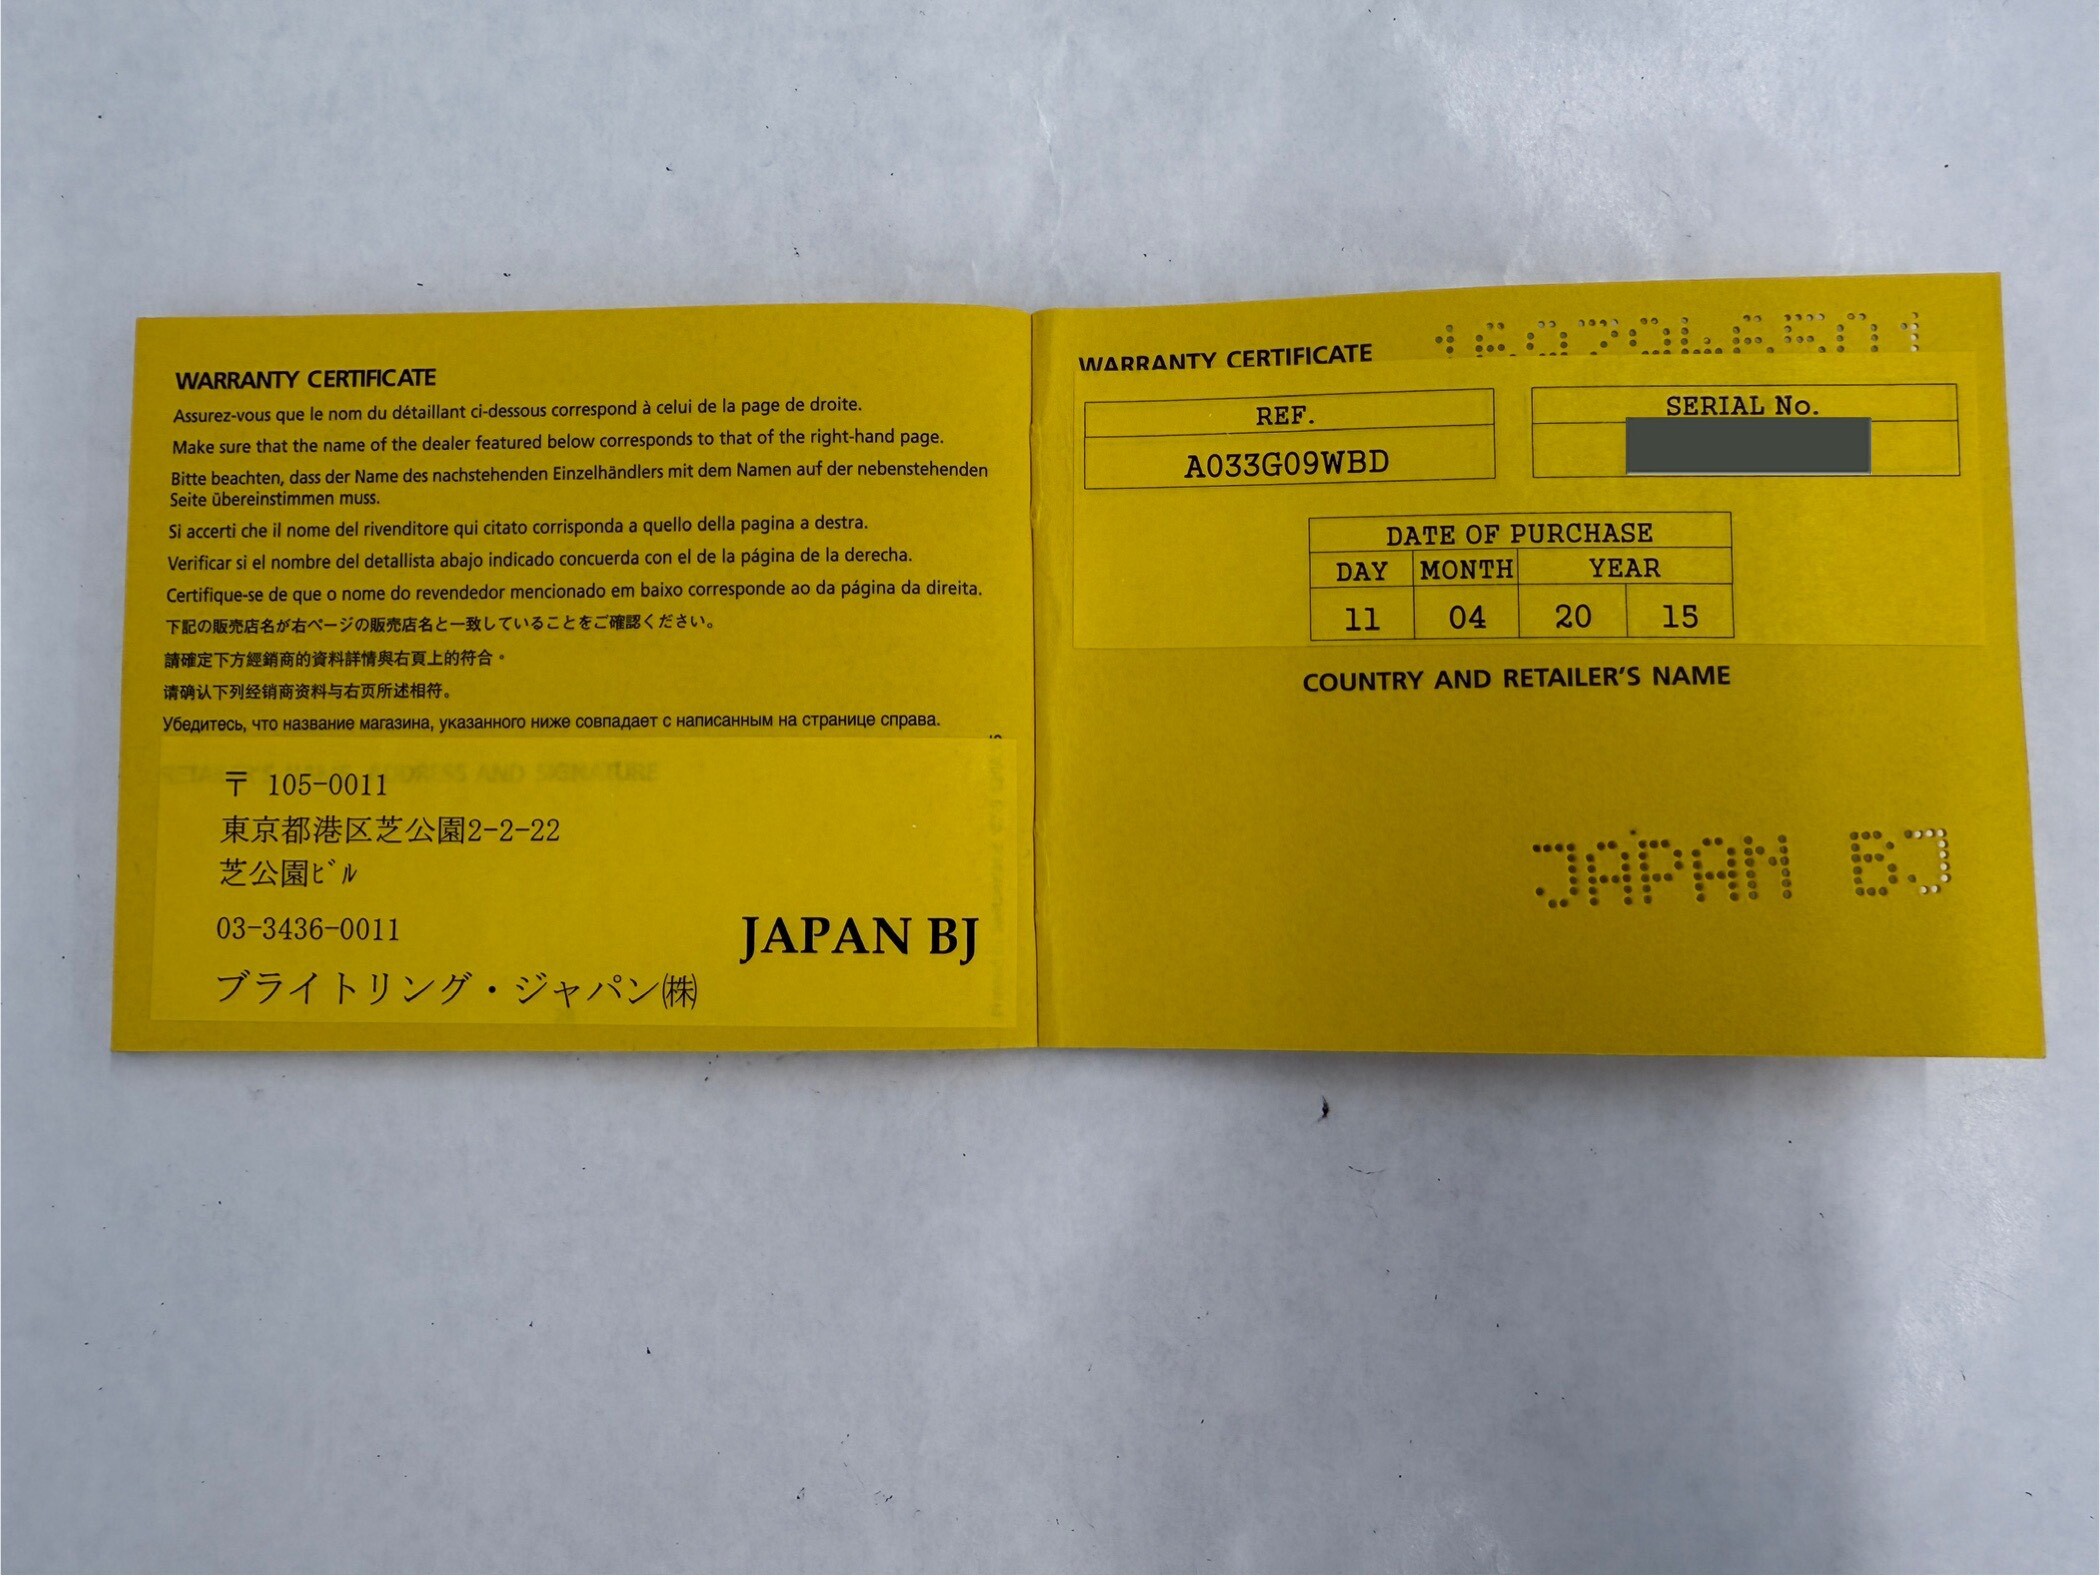 WARRANTY CERTIFICATE
Assurez-vous que le nom du détaillant ci-dessous correspond à celui de la page de droite.
Make sure that the name of the dealer featured below corresponds to that of the right-hand page.
Bitte beachten, dass der Name des nachstehenden Einzelhändlers mit dem Namen auf der nebenstehenden
Seite übereinstimmen muss.
Si accerti che il nome del rivenditore qui citato corrisponda a quello della pagina a destra.
Verificar si el nombre del detallista abajo indicado concuerda con el de la página de la derecha.
Certifique-se de que o nome do revendedor mencionado em baixo corresponde ao da página da direita.
下記の販売店名が右ページの販売店名と一致していることをご確認ください。
請確定下方經銷商的資料詳情與右頁上的符合。
请确认下列经销商资料与右页所述相符。
Убедитесь, что название магазина, указанного ниже совпадает с написанным на странице справа.
RETAILER'S NAME, ADDRESS AND SIGNATURE
〒 105-0011
東京都港区芝公園2-2-22
芝公園ﾋﾞﾙ
03-3436-0011
JAPAN BJ
ブライトリング・ジャパン㈱
WARRANTY CERTIFICATE
REF.
A033G09WBD
SERIAL No.
DATE OF PURCHASE
DAY MONTH YEAR
11 04 20 15
COUNTRY AND RETAILER'S NAME
JAPAN BJ